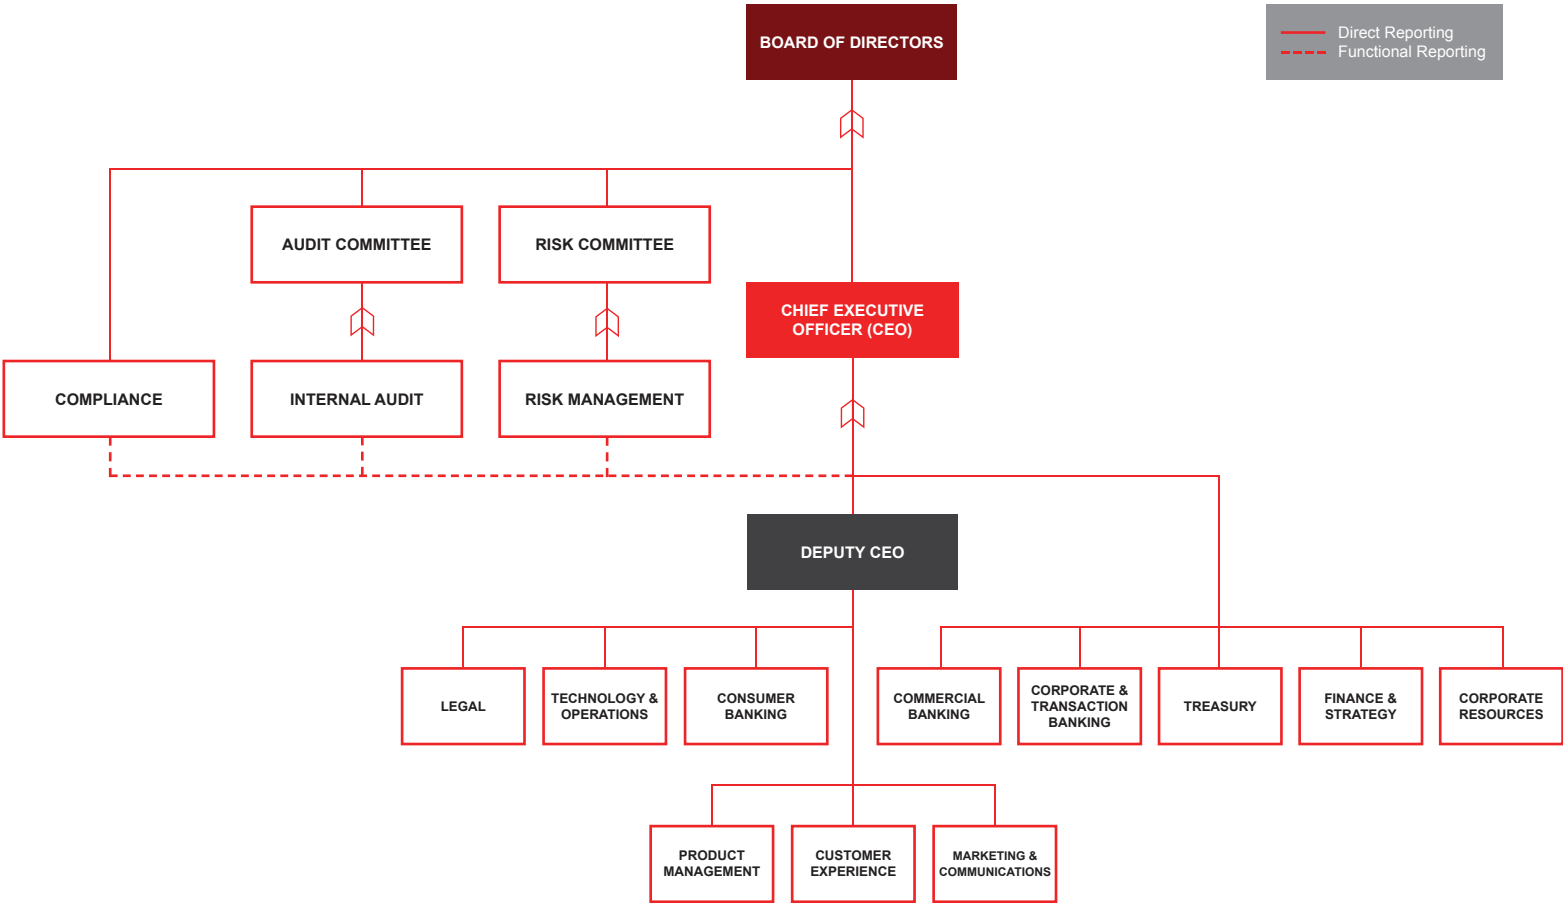 BOARD OF DIRECTORS
Direct Reporting
Functional Reporting
AUDIT COMMITTEE
RISK COMMITTEE
CHIEF EXECUTIVE
OFFICER (CEO)
COMPLIANCE
INTERNAL AUDIT
RISK MANAGEMENT
DEPUTY CEO
LEGAL
TECHNOLOGY &
OPERATIONS
CONSUMER
BANKING
COMMERCIAL
BANKING
CORPORATE &
TRANSACTION
BANKING
TREASURY
FINANCE &
STRATEGY
CORPORATE
RESOURCES
PRODUCT
MANAGEMENT
CUSTOMER
EXPERIENCE
MARKETING &
COMMUNICATIONS